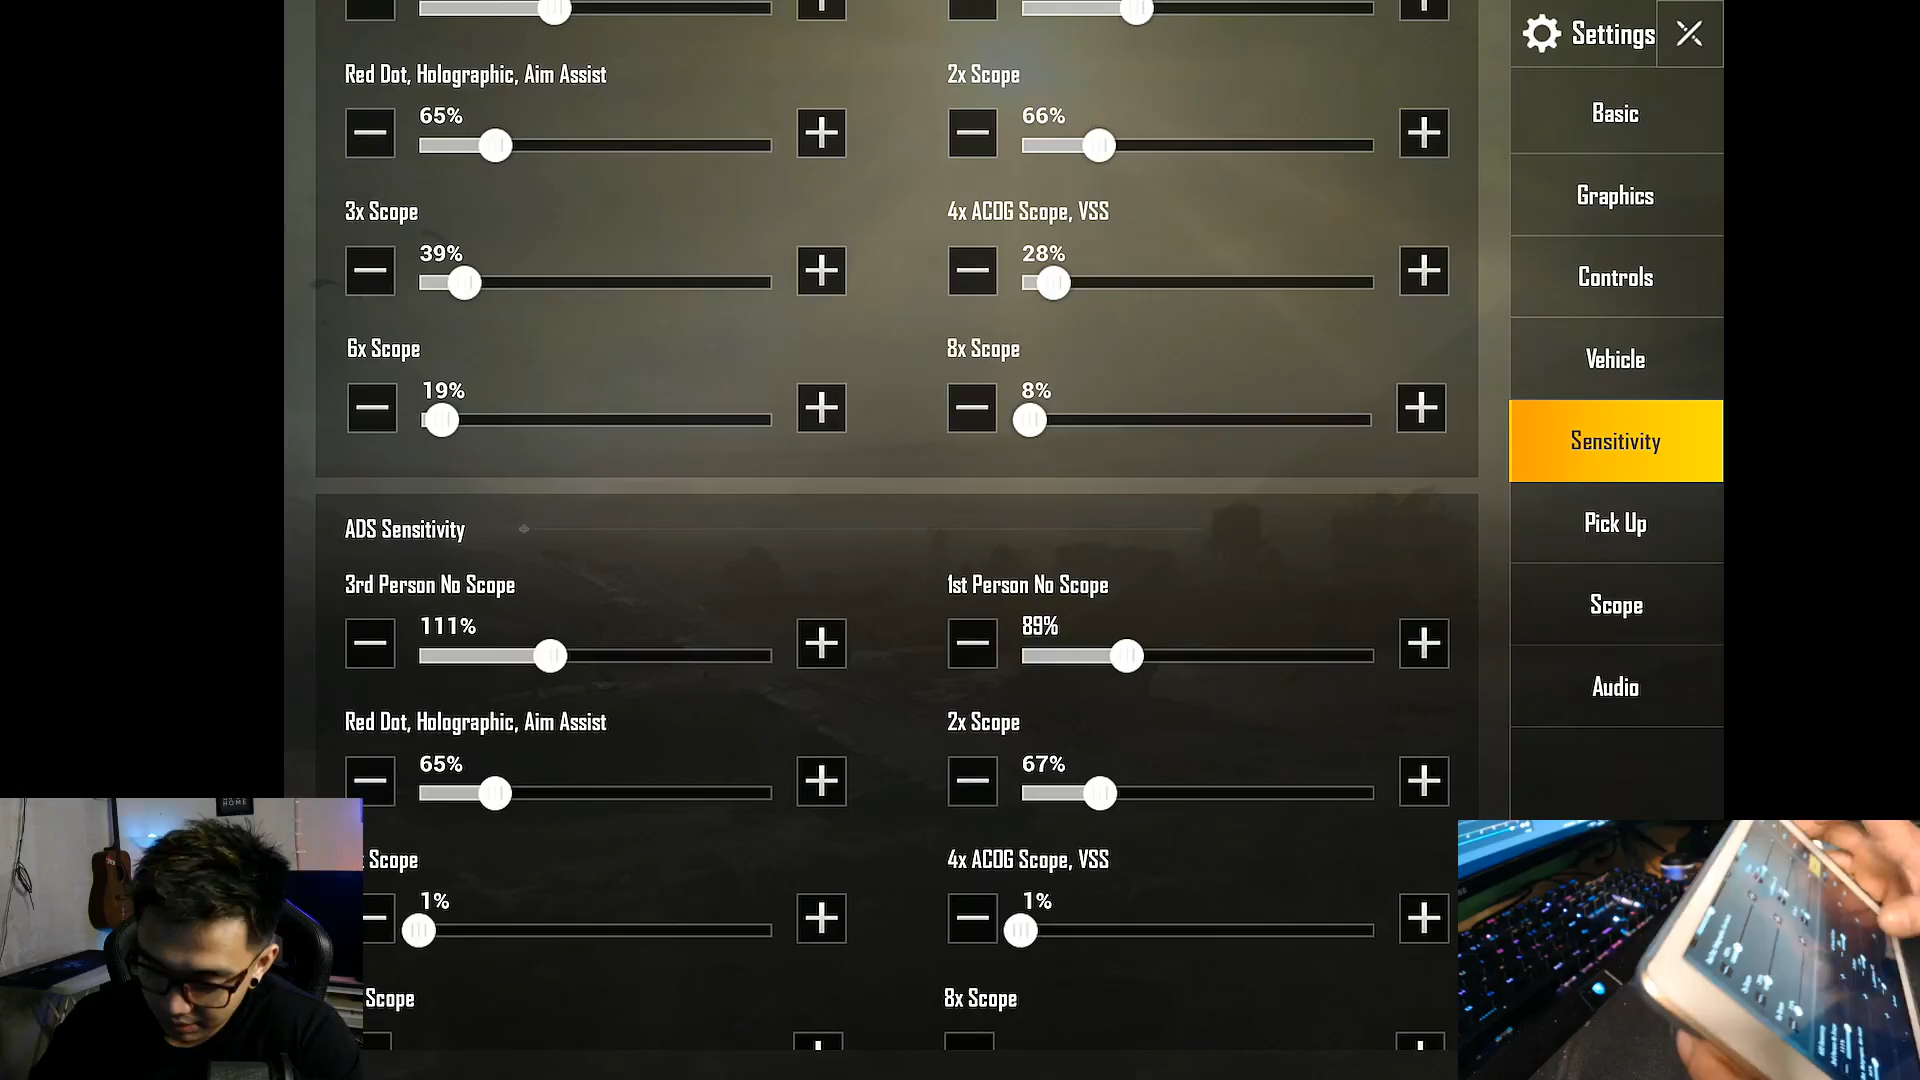 Settings
Red Dot, Holographic, Aim Assist
65%
2x Scope
66%
Basic
Graphics
3x Scope
39%
4x ACOG Scope, VSS
28%
Controls
6x Scope
19%
8x Scope
8%
Vehicle
Sensitivity
ADS Sensitivity
Pick Up
3rd Person No Scope
111%
1st Person No Scope
89%
Scope
Red Dot, Holographic, Aim Assist
65%
2x Scope
67%
Audio
HOME
Scope
1%
4x ACOG Scope, VSS
1%
Scope
8x Scope